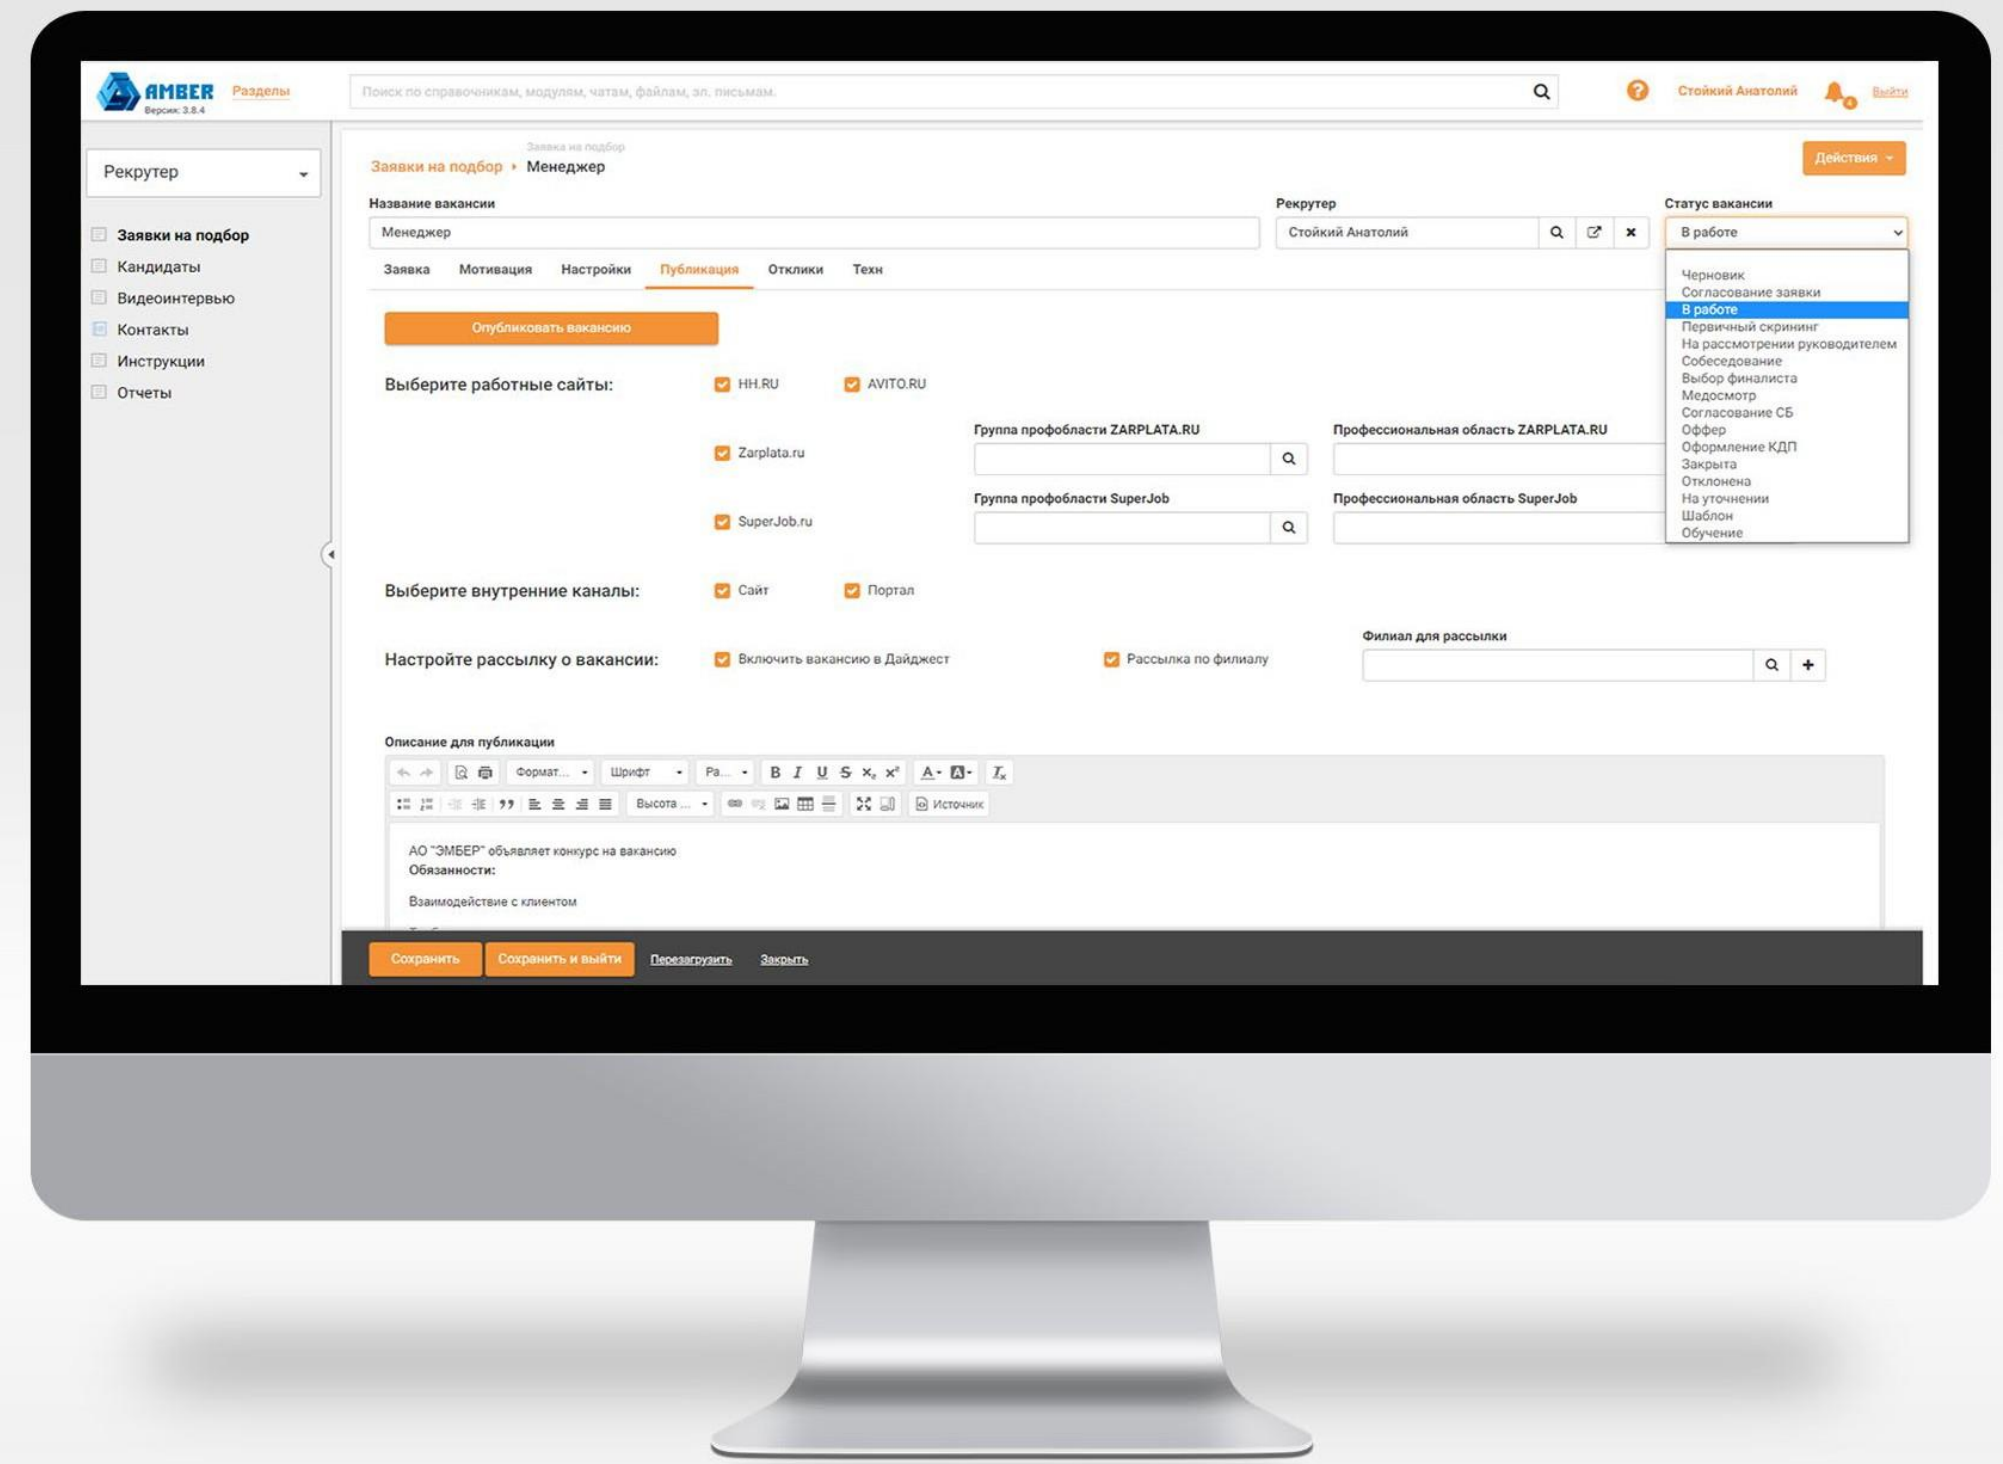 AMBER Разделы
Версия: 3.8.4
Поиск по справочникам, модулям, чатам, файлам, эл. письмам.
Стойкий Анатолий
4
Выйти
Рекрутер
Заявки на подбор
Кандидаты
Видеоинтервью
Контакты
Инструкции
Отчеты
Заявка на подбор
Заявки на подбор Менеджер
Действия
Название вакансии
Менеджер
Рекрутер
Стойкий Анатолий
Статус вакансии
В работе
Черновик
Согласование заявки
В работе
Первичный скрининг
На рассмотрении руководителем
Собеседование
Выбор финалиста
Медосмотр
Согласование СБ
Оффер
Оформление КДП
Закрыта
Отклонена
На уточнении
Шаблон
Обучение
Заявка Мотивация Настройки Публикация Отклики Техн
Опубликовать вакансию
Выберите работные сайты: HH.RU AVITO.RU
Группа профобласти ZARPLATA.RU Профессиональная область ZARPLATA.RU
Zarplata.ru
Группа профобласти SuperJob Профессиональная область SuperJob
SuperJob.ru
Выберите внутренние каналы: Сайт Портал
Филиал для рассылки
Настройте рассылку о вакансии: Включить вакансию в Дайджест Рассылка по филиалу
Описание для публикации
Формат... Шрифт Ра... B I U S x₂ x² A A Tx
Высота ... Источник
АО "ЭМБЕР" объявляет конкурс на вакансию
Обязанности:
Взаимодействие с клиентом
Сохранить Сохранить и выйти Перезагрузить Закрыть